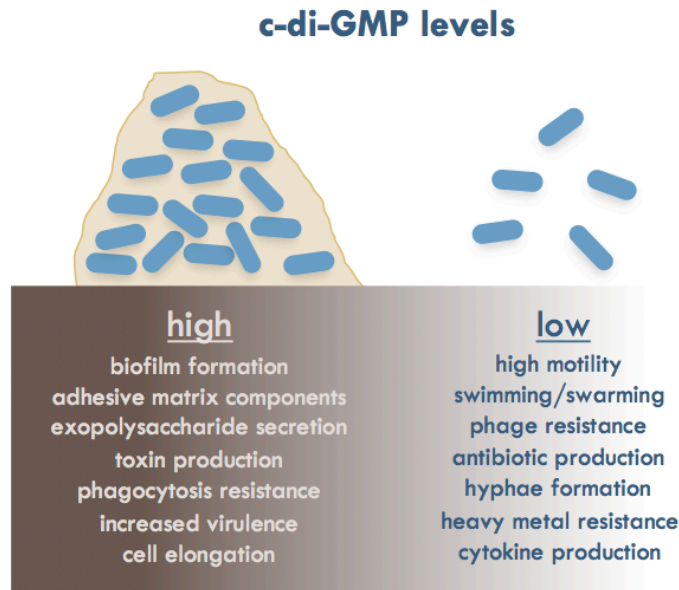 c-di-GMP levels
high
biofilm formation
adhesive matrix components
exopolysaccharide secretion
toxin production
phagocytosis resistance
increased virulence
cell elongation
low
high motility
swimming/swarming
phage resistance
antibiotic production
hyphae formation
heavy metal resistance
cytokine production